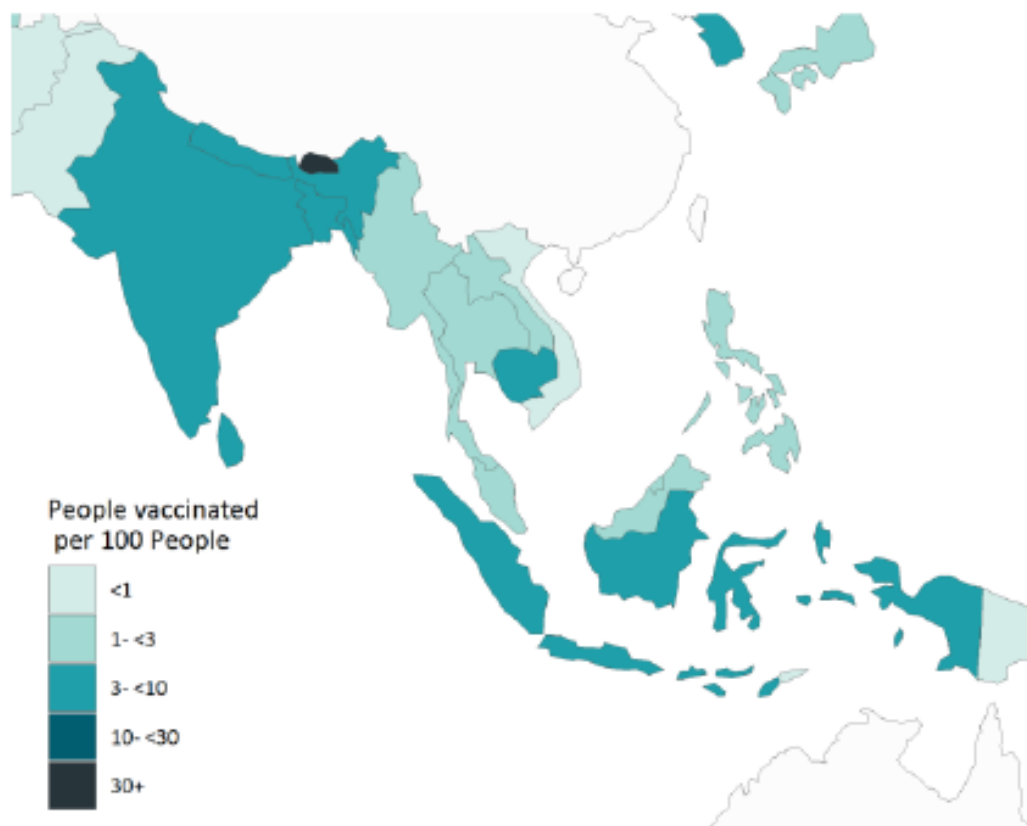 People vaccinated
per 100 People
<1
1- <3
3- <10
10- <30
30+